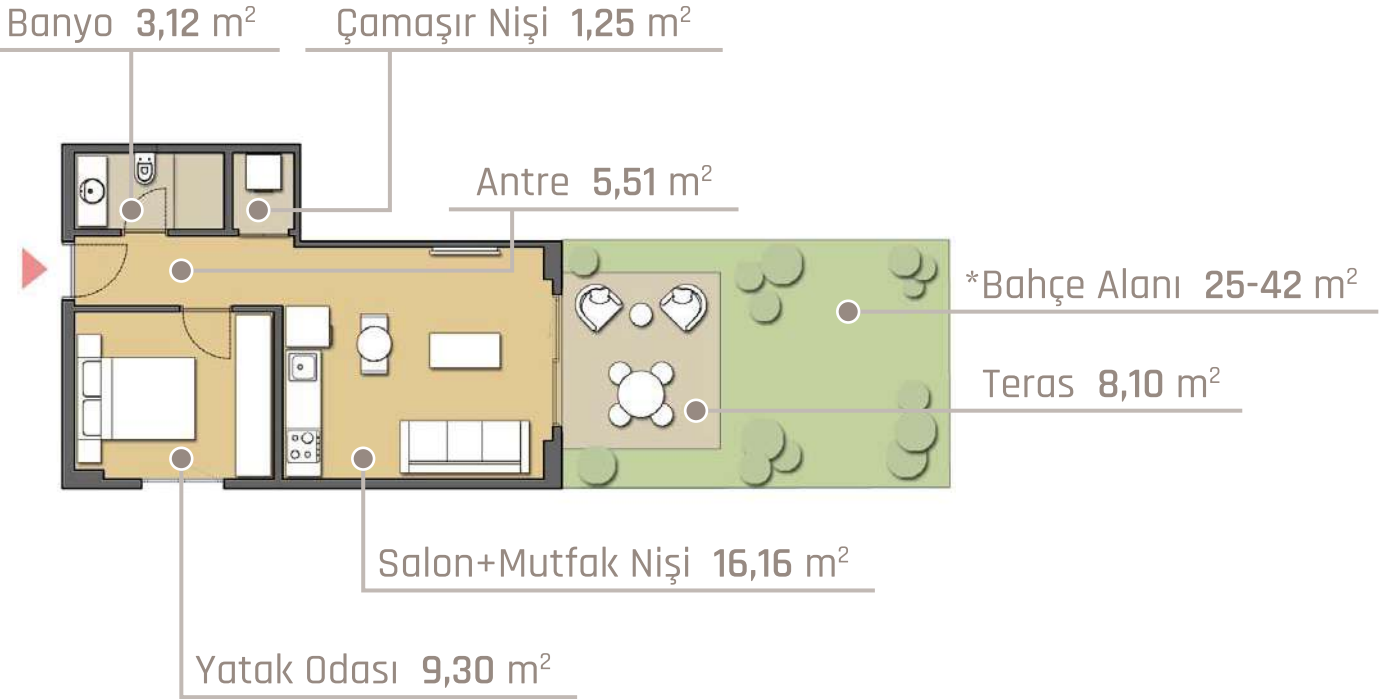 Banyo 3,12 m²
Çamaşır Nişi 1,25 m²
Antre 5,51 m²
*Bahçe Alanı 25-42 m²
Teras 8,10 m²
Salon+Mutfak Nişi 16,16 m²
Yatak Odası 9,30 m²